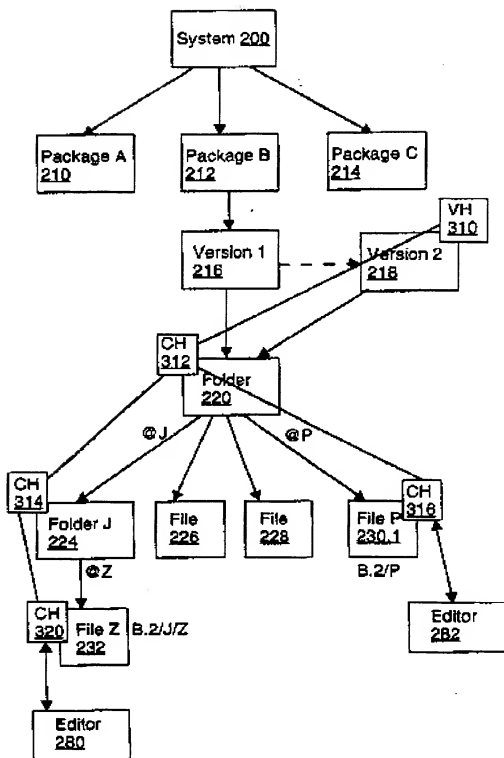 System 200
Package A
210
Package B
212
Package C
214
VH
310
Version 1
216
Version 2
218
CH
312
Folder
220
@J
@P
CH
314
Folder J
224
File
226
File
228
File P
230.1
CH
316
@Z
B.2/P
CH
320
File Z
232
B.2/J/Z
Editor
282
Editor
280